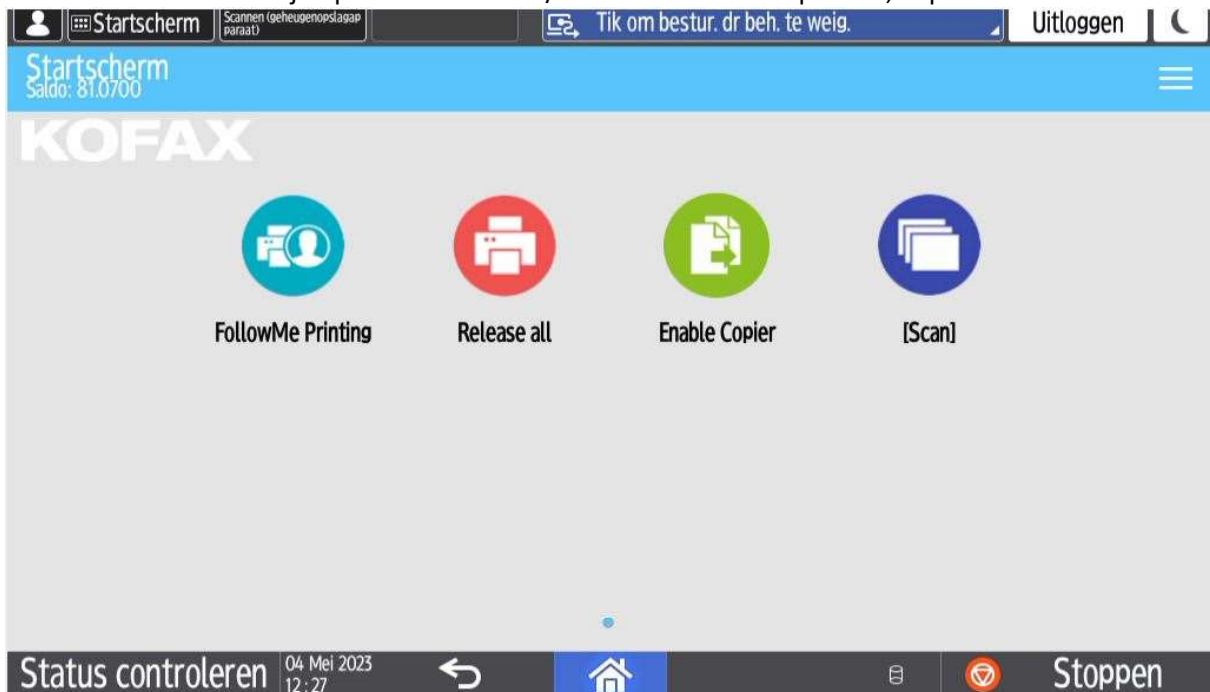 Startscherm
Scannen (geheugenopslagap
paraat)
Tik om bestur. dr beh. te weig.
Uitloggen
Startscherm
Saldo: 81.0700
KOFAX
FollowMe Printing
Release all
Enable Copier
[Scan]
Status controleren
04 Mei 2023
12:27
Stoppen